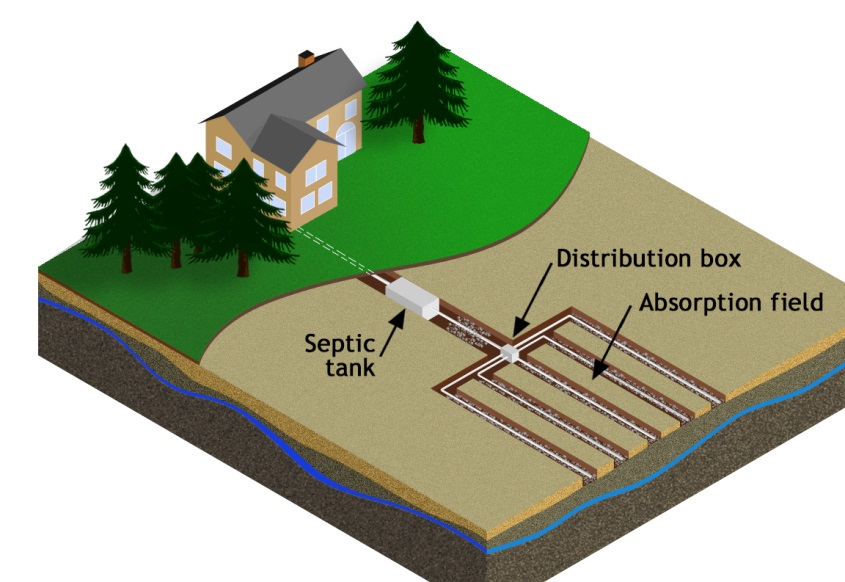 Distribution box
Absorption field
Septic
tank